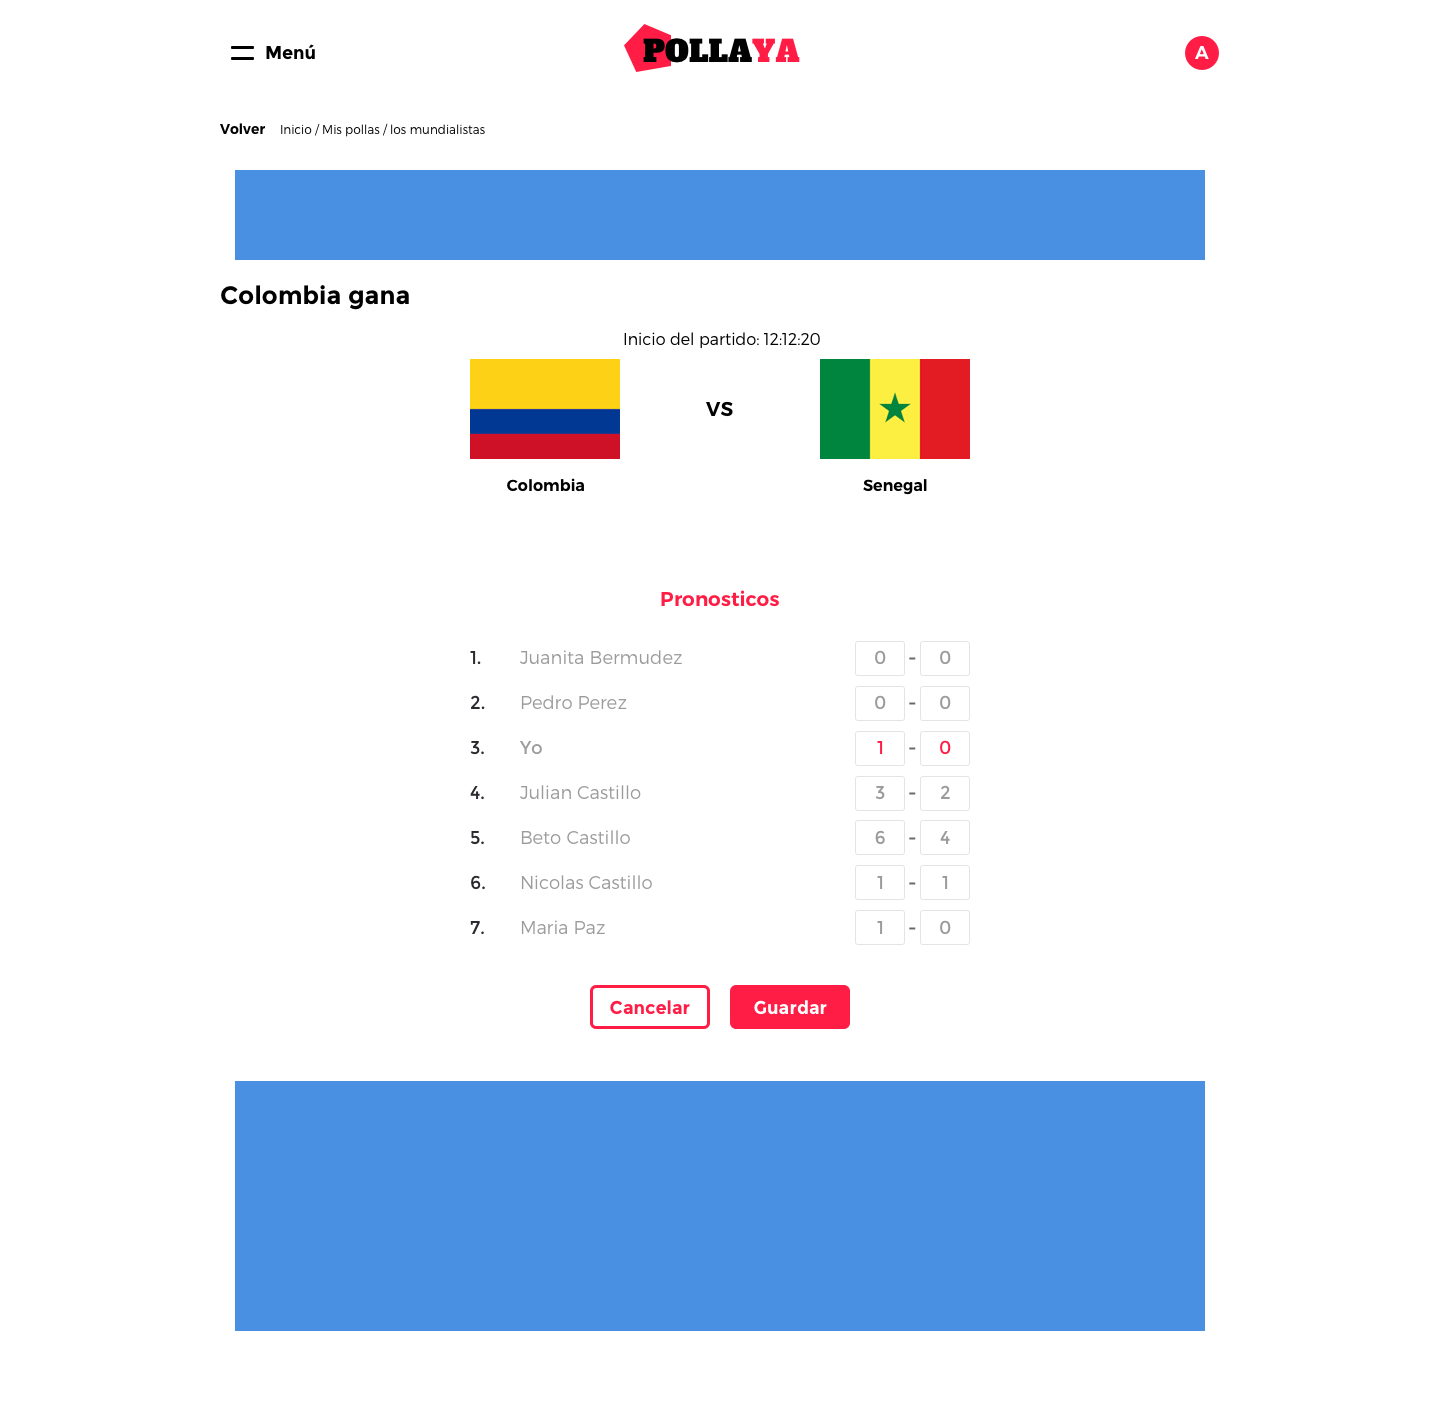 Menú
POLLAYA
A
Volver Inicio / Mis pollas / los mundialistas
Colombia gana
Inicio del partido: 12:12:20
VS
Colombia Senegal
Pronosticos
1. Juanita Bermudez 0 - 0
2. Pedro Perez 0 - 0
3. Yo 1 - 0
4. Julian Castillo 3 - 2
5. Beto Castillo 6 - 4
6. Nicolas Castillo 1 - 1
7. Maria Paz 1 - 0
Cancelar Guardar